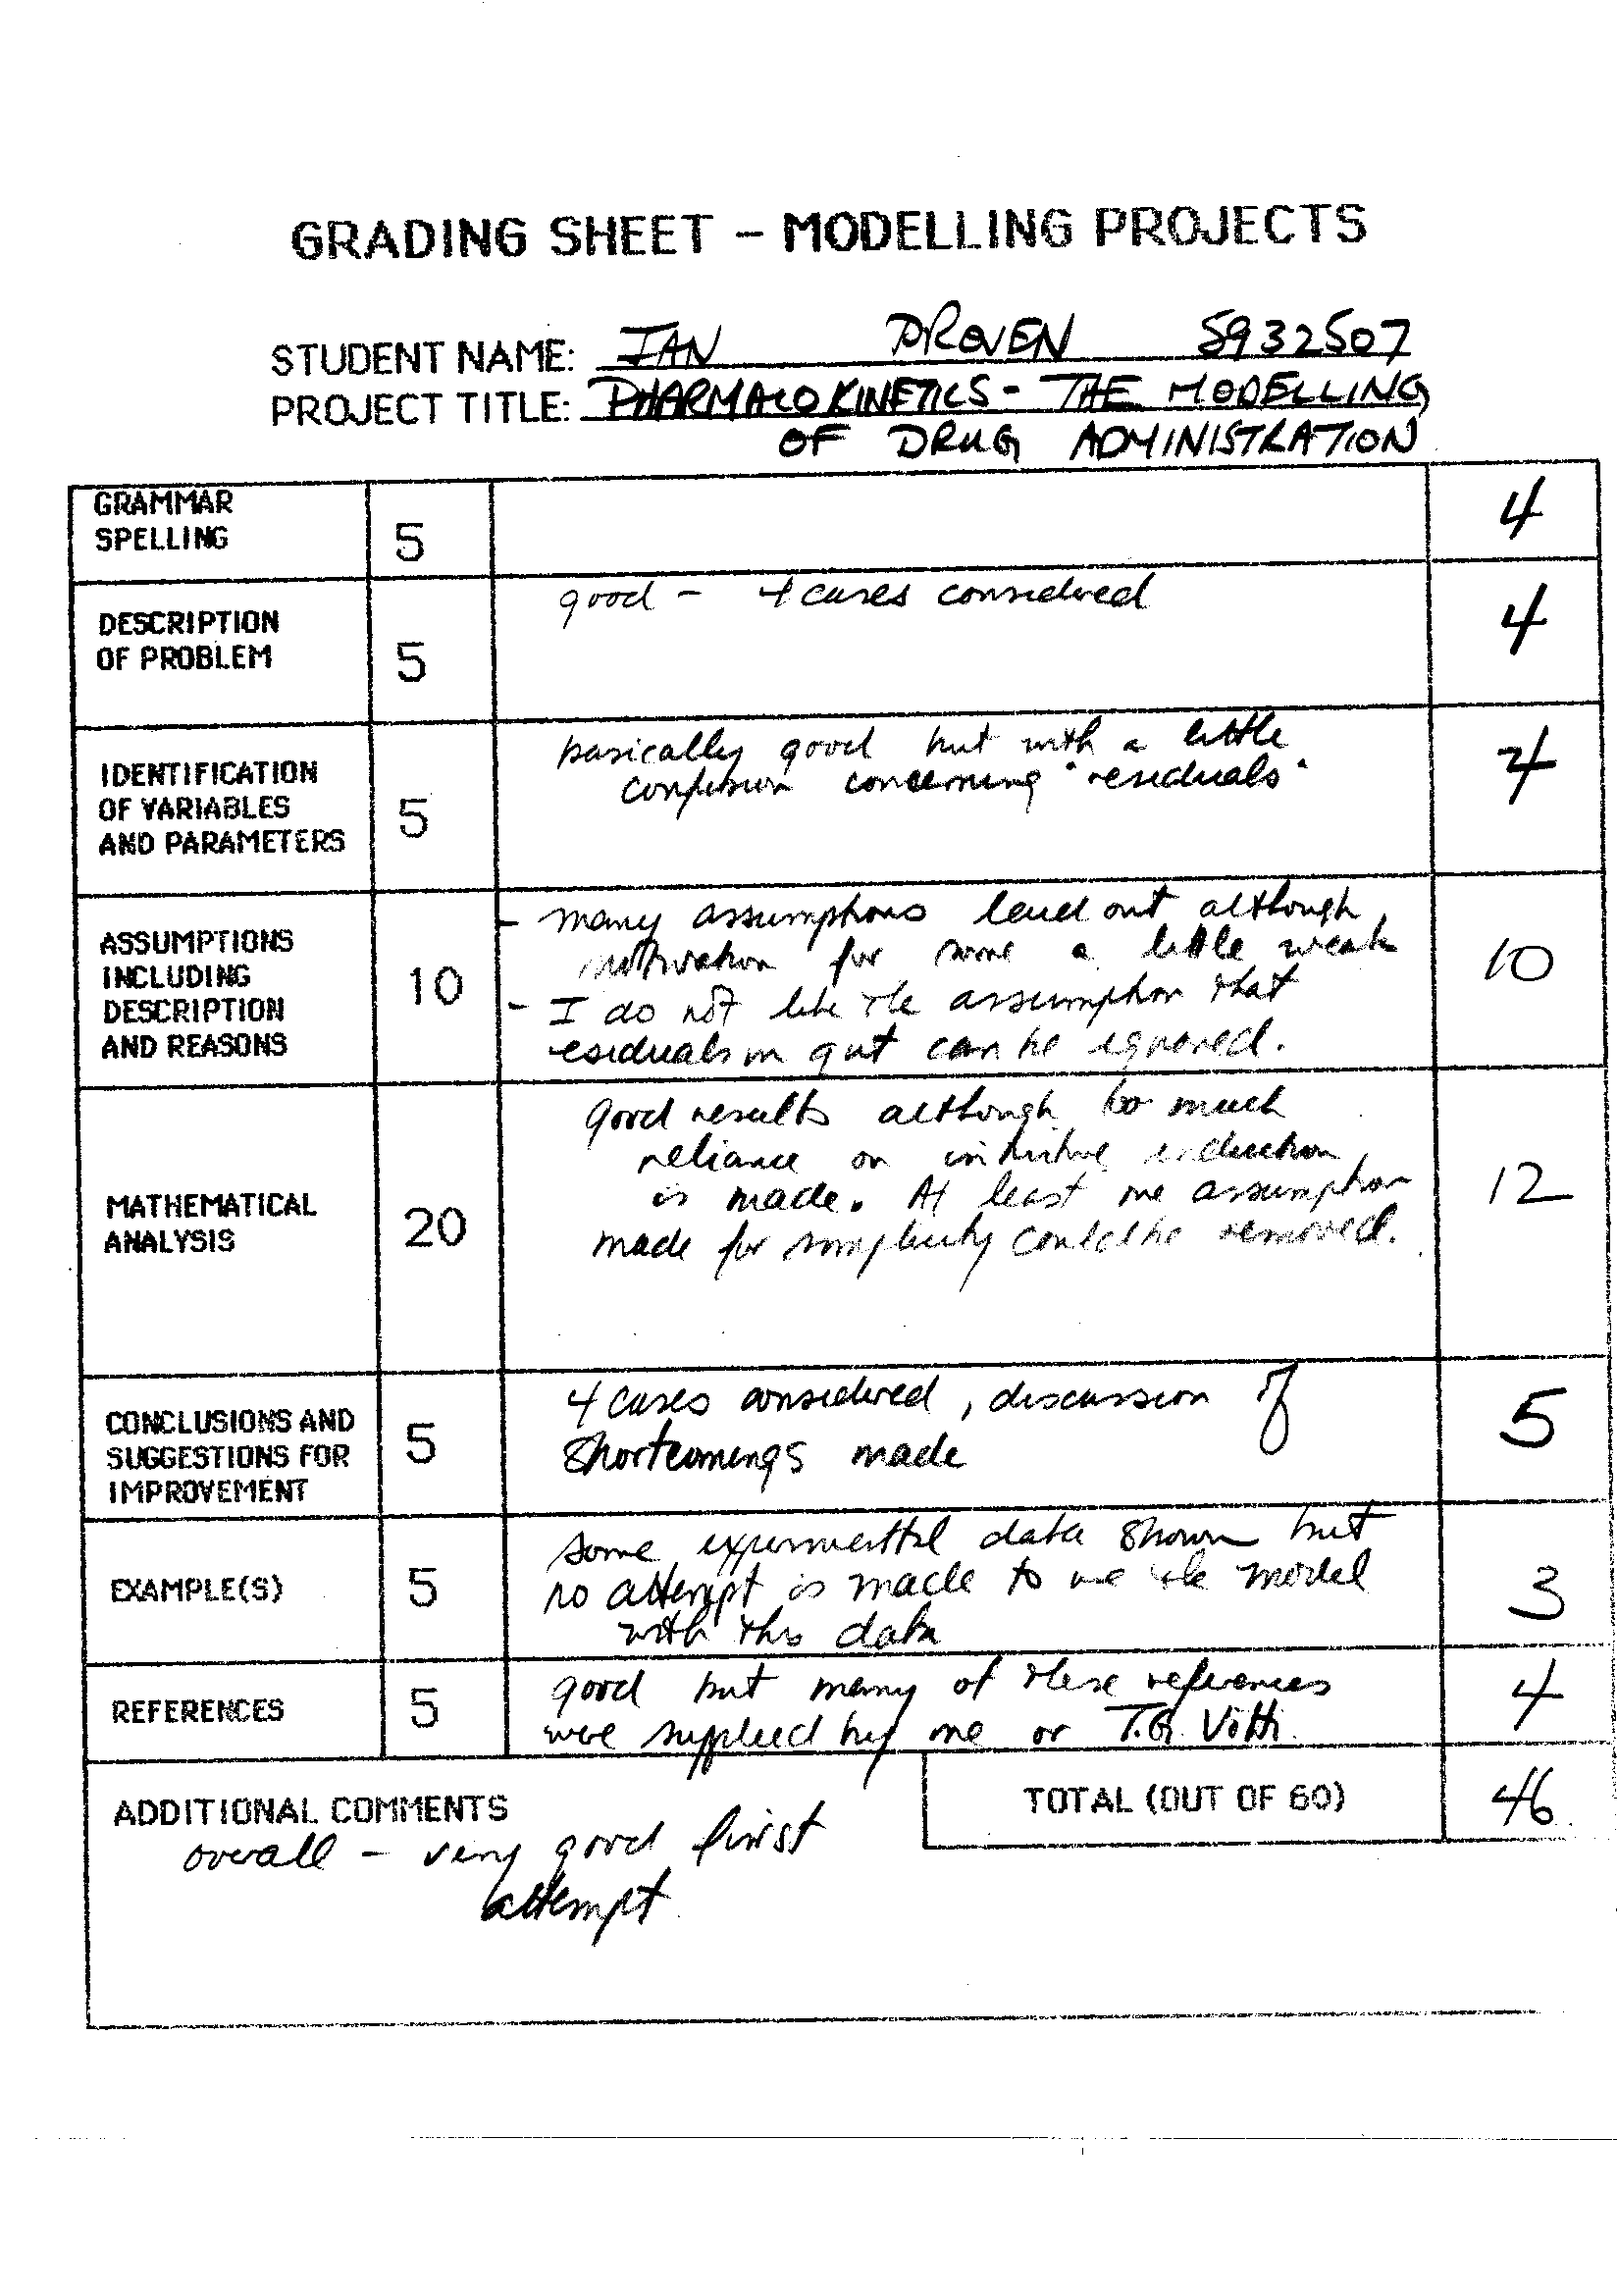 GRADING SHEET - MODELLING PROJECTS
STUDENT NAME: IAN PROVEN 8932507
PROJECT TITLE: PHARMACOKINETICS - THE MODELLING
OF DRUG ADMINISTRATION
GRAMMAR
SPELLING
5
4
good - 4 cases considered
DESCRIPTION
OF PROBLEM
5
4
basically good but with a little
confusion concerning "residuals"
IDENTIFICATION
OF VARIABLES
AND PARAMETERS
5
4
- many assumptions laid out although
motivation for some a little weak
- I do not like the assumption that
residuals in gut can be ignored.
ASSUMPTIONS
INCLUDING
DESCRIPTION
AND REASONS
10
10
good results although too much
reliance on intuitive induction
is made. At least one assumption
made for simplicity could be removed.
MATHEMATICAL
ANALYSIS
20
12
4 cases considered, discussion of
shortcomings made
CONCLUSIONS AND
SUGGESTIONS FOR
IMPROVEMENT
5
5
some experimental data shown but
no attempt is made to use the model
with this data
EXAMPLE(S)
5
3
good but many of these references
were supplied by me or T.G.
REFERENCES
5
4
ADDITIONAL COMMENTS
TOTAL (OUT OF 60)
46
overall - very good first
attempt